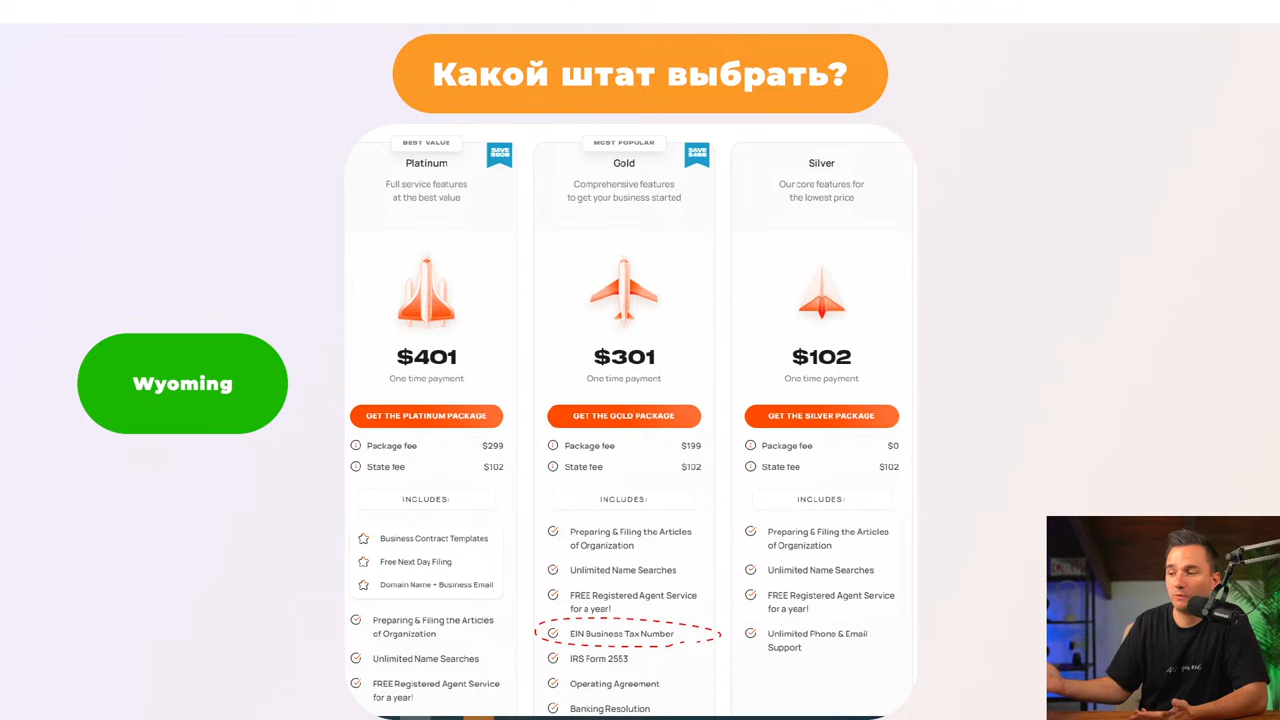 Какой штат выбрать?
Wyoming
BEST VALUE
Platinum
Full service features
at the best value
$401
One time payment
GET THE PLATINUM PACKAGE
Package fee $299
State fee $102
INCLUDES:
Business Contract Templates
Free Next Day Filing
Domain Name + Business Email
Preparing & Filing the Articles
of Organization
Unlimited Name Searches
FREE Registered Agent Service
for a year!
MOST POPULAR
SAVE
Gold
Comprehensive features
to get your business started
$301
One time payment
GET THE GOLD PACKAGE
Package fee $199
State fee $102
INCLUDES:
Preparing & Filing the Articles
of Organization
Unlimited Name Searches
FREE Registered Agent Service
for a year!
EIN Business Tax Number
IRS Form 2553
Operating Agreement
Banking Resolution
Silver
Our core features for
the lowest price
$102
One time payment
GET THE SILVER PACKAGE
Package fee $0
State fee $102
INCLUDES:
Preparing & Filing the Articles
of Organization
Unlimited Name Searches
FREE Registered Agent Service
for a year!
Unlimited Phone & Email
Support